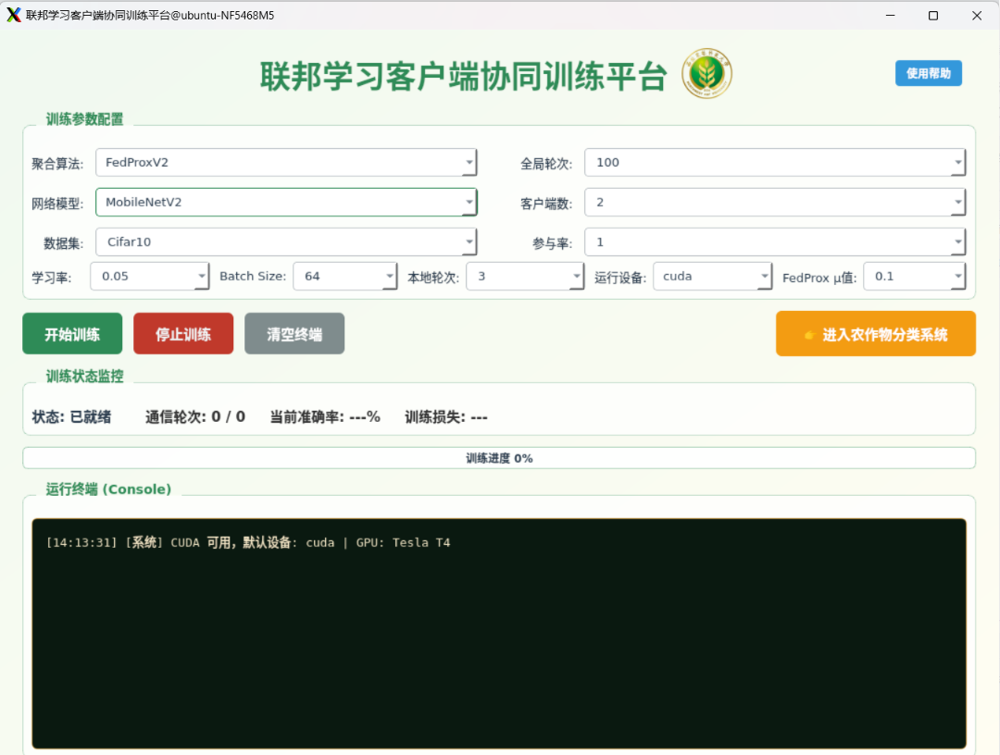 联邦学习客户端协同训练平台@ubuntu-NF5468M5
联邦学习客户端协同训练平台
使用帮助
训练参数配置
聚合算法: FedProxV2 全局轮次: 100
网络模型: MobileNetV2 客户端数: 2
数据集: Cifar10 参与率: 1
学习率: 0.05 Batch Size: 64 本地轮次: 3 运行设备: cuda FedProx μ值: 0.1
开始训练 停止训练 清空终端 👉 进入农作物分类系统
训练状态监控
状态: 已就绪 通信轮次: 0 / 0 当前准确率: ---% 训练损失: ---
训练进度 0%
运行终端 (Console)
[14:13:31] [系统] CUDA 可用，默认设备: cuda | GPU: Tesla T4